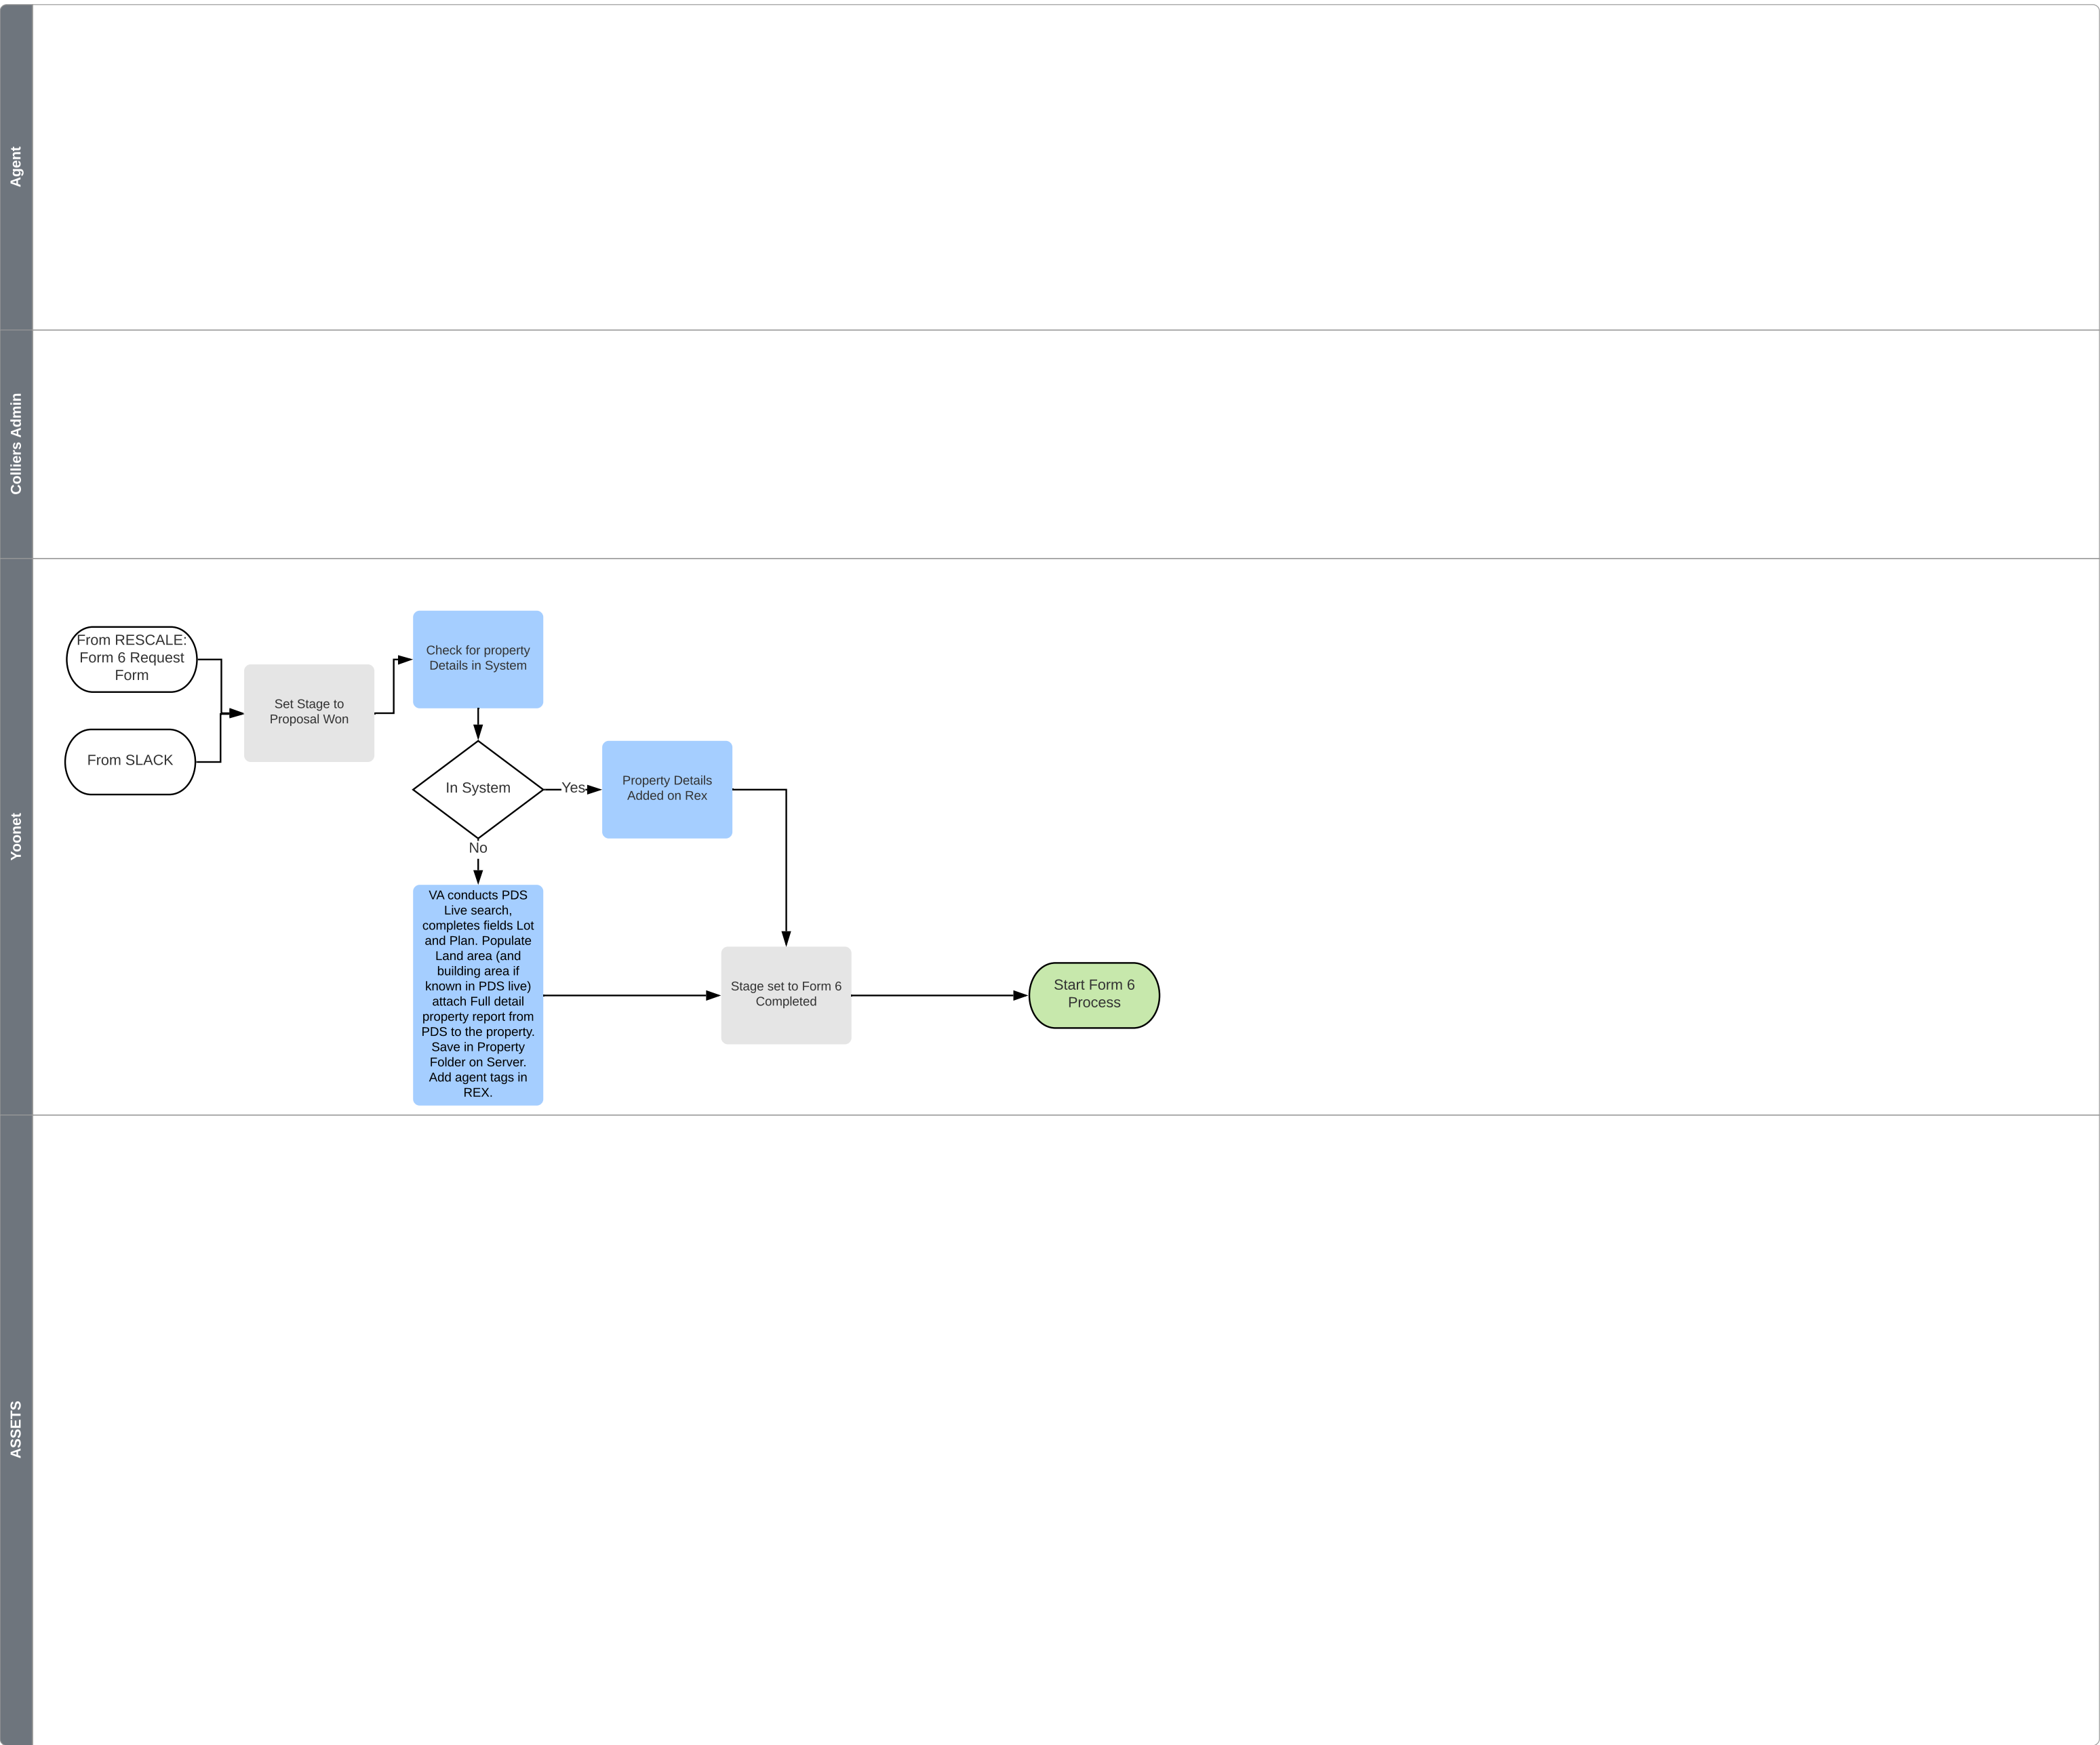 Agent
Colliers Admin
Yoonet
ASSETS
From RESCALE:
Form 6 Request
Form
From SLACK
Set Stage to
Proposal Won
Check for property
Details in System
In System
Yes
Property Details
Added on Rex
No
VA conducts PDS
Live search,
completes fields Lot
and Plan. Populate
Land area (and
building area if
known in PDS live)
attach Full detail
property report from
PDS to the property.
Save in Property
Folder on Server.
Add agent tags in
REX.
Stage set to Form 6
Completed
Start Form 6
Process